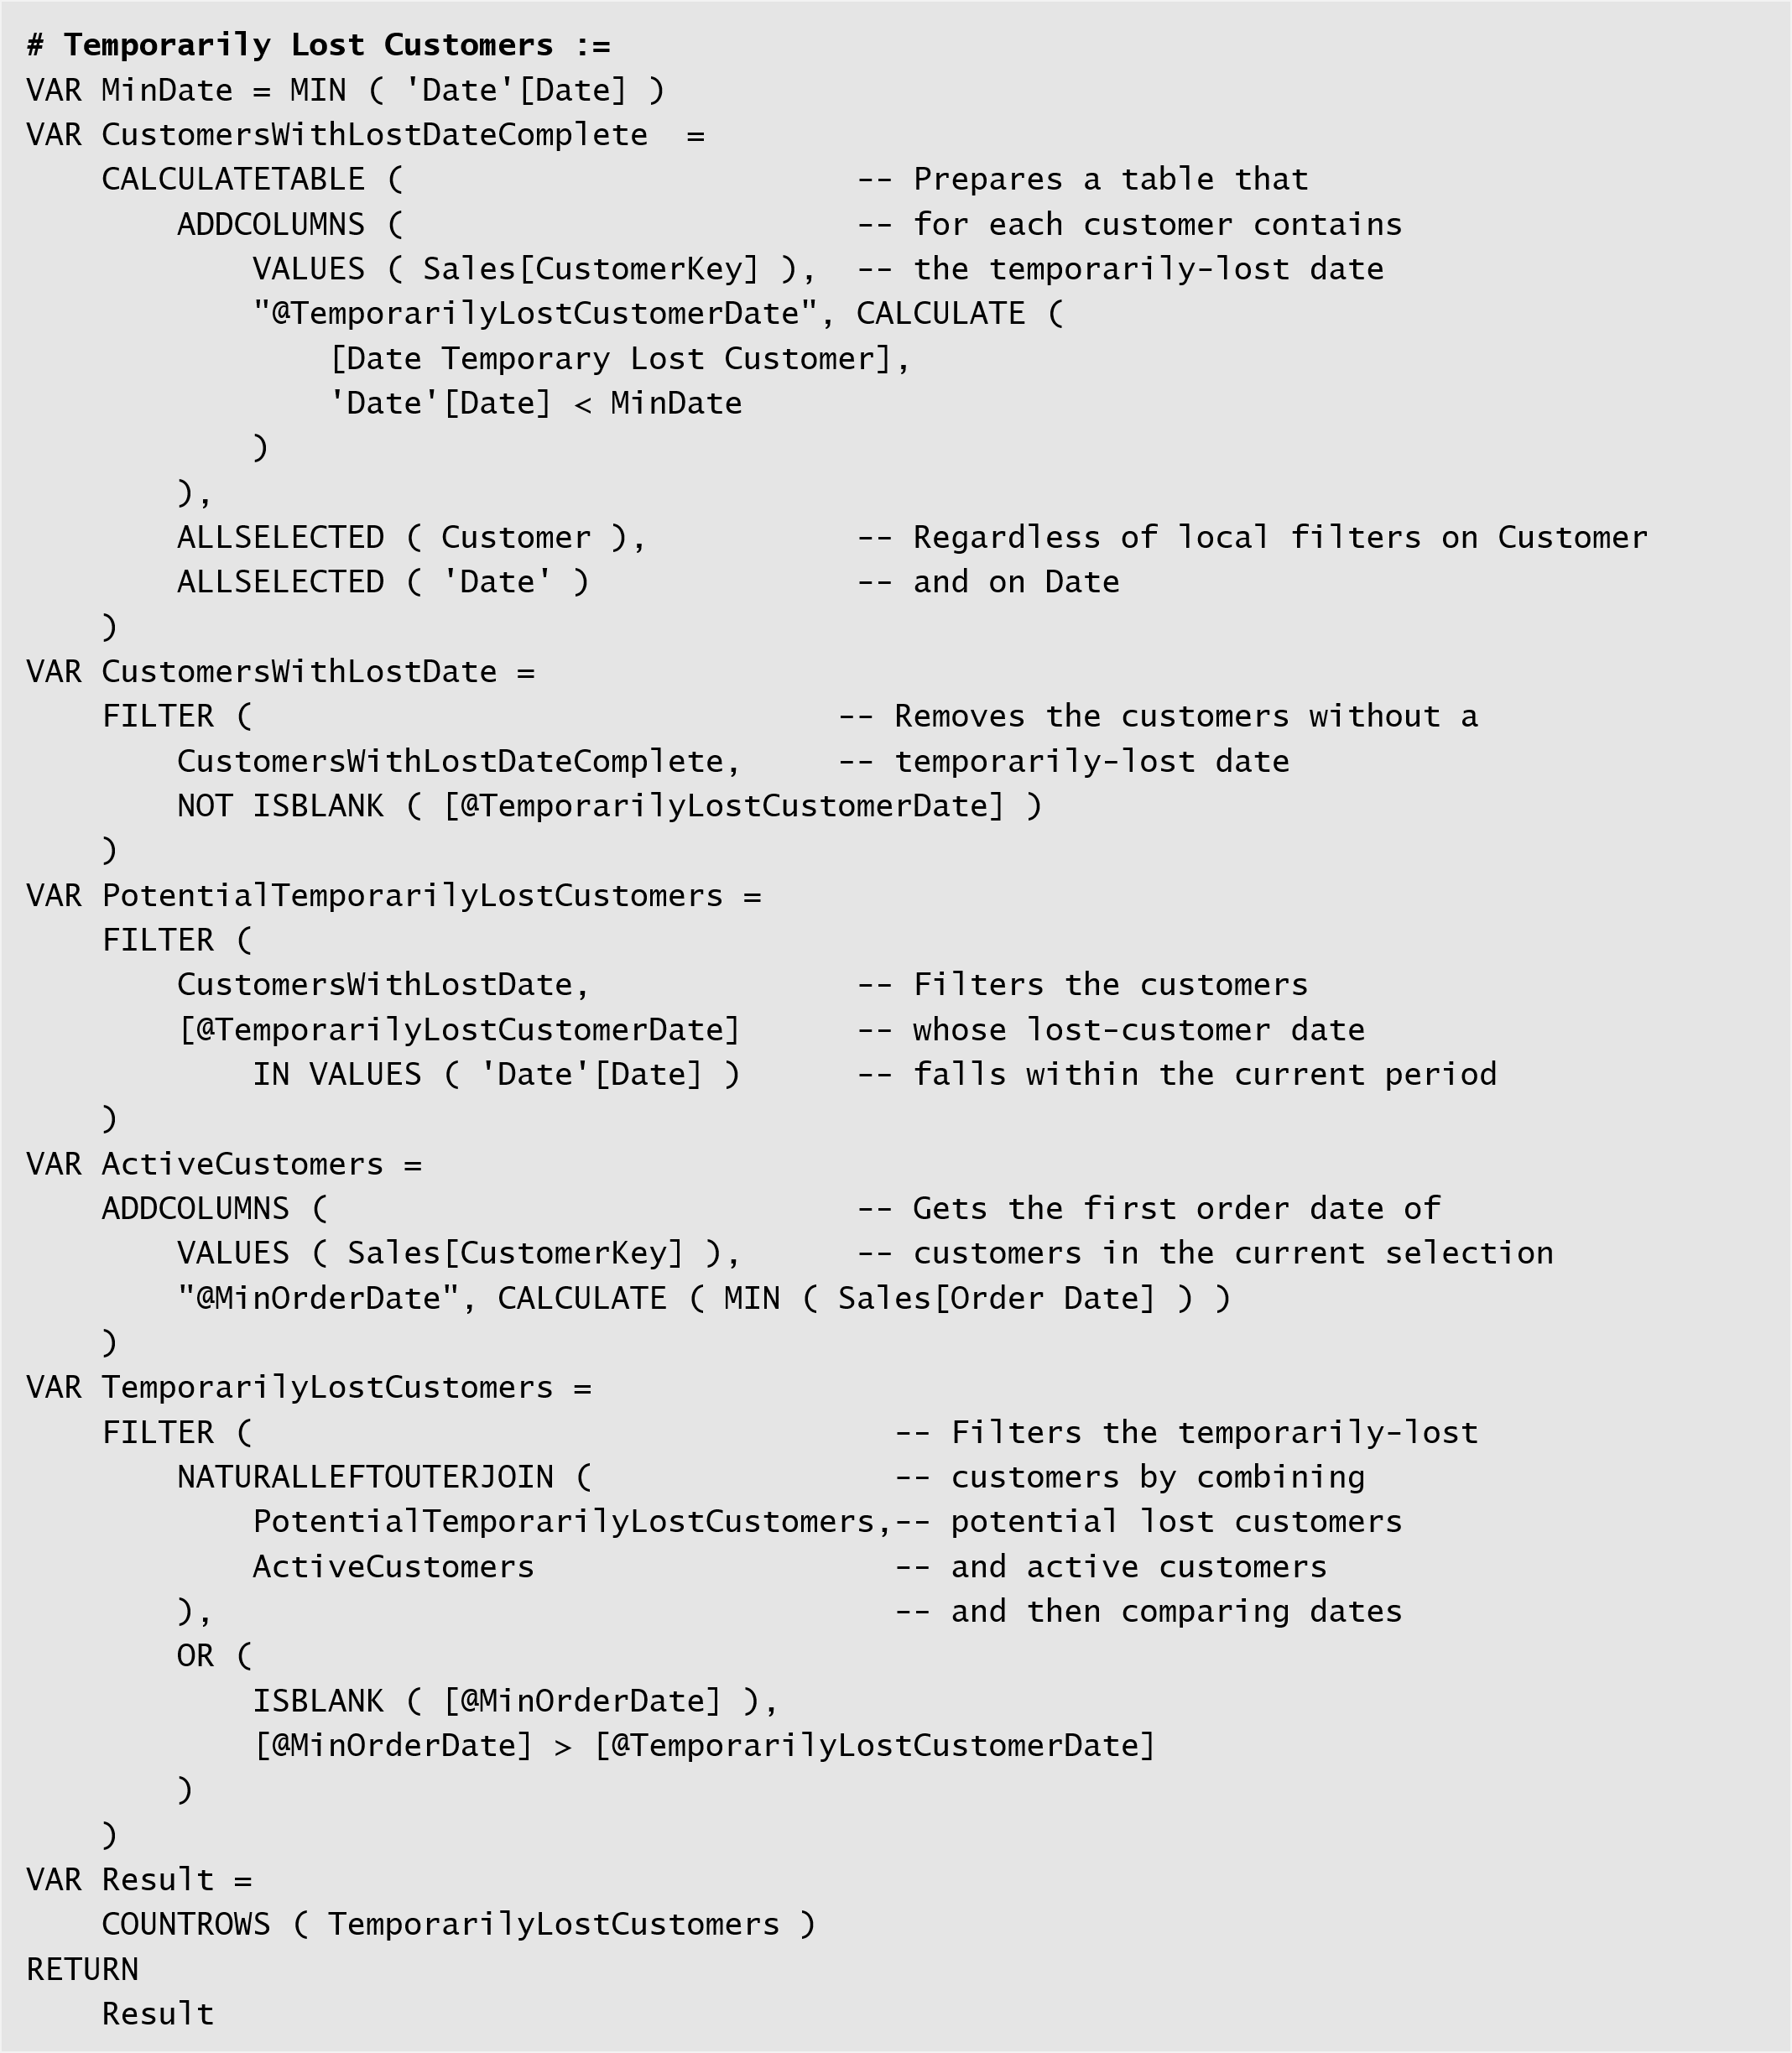 # Temporarily Lost Customers :=
VAR MinDate = MIN ( 'Date'[Date] )
VAR CustomersWithLostDateComplete  =
    CALCULATETABLE (                        -- Prepares a table that
        ADDCOLUMNS (                        -- for each customer contains
            VALUES ( Sales[CustomerKey] ),  -- the temporarily-lost date
            "@TemporarilyLostCustomerDate", CALCULATE (
                [Date Temporary Lost Customer],
                'Date'[Date] < MinDate
            )
        ),
        ALLSELECTED ( Customer ),           -- Regardless of local filters on Customer
        ALLSELECTED ( 'Date' )              -- and on Date
    )
VAR CustomersWithLostDate =
    FILTER (                               -- Removes the customers without a
        CustomersWithLostDateComplete,     -- temporarily-lost date
        NOT ISBLANK ( [@TemporarilyLostCustomerDate] )
    )
VAR PotentialTemporarilyLostCustomers =
    FILTER (
        CustomersWithLostDate,              -- Filters the customers
        [@TemporarilyLostCustomerDate]      -- whose lost-customer date
            IN VALUES ( 'Date'[Date] )      -- falls within the current period
    )
VAR ActiveCustomers =
    ADDCOLUMNS (                            -- Gets the first order date of
        VALUES ( Sales[CustomerKey] ),      -- customers in the current selection
        "@MinOrderDate", CALCULATE ( MIN ( Sales[Order Date] ) )
    )
VAR TemporarilyLostCustomers =
    FILTER (                                  -- Filters the temporarily-lost
        NATURALLEFTOUTERJOIN (                -- customers by combining
            PotentialTemporarilyLostCustomers,-- potential lost customers
            ActiveCustomers                   -- and active customers
        ),                                    -- and then comparing dates
        OR (
            ISBLANK ( [@MinOrderDate] ),
            [@MinOrderDate] > [@TemporarilyLostCustomerDate]
        )
    )
VAR Result =
    COUNTROWS ( TemporarilyLostCustomers )
RETURN
    Result